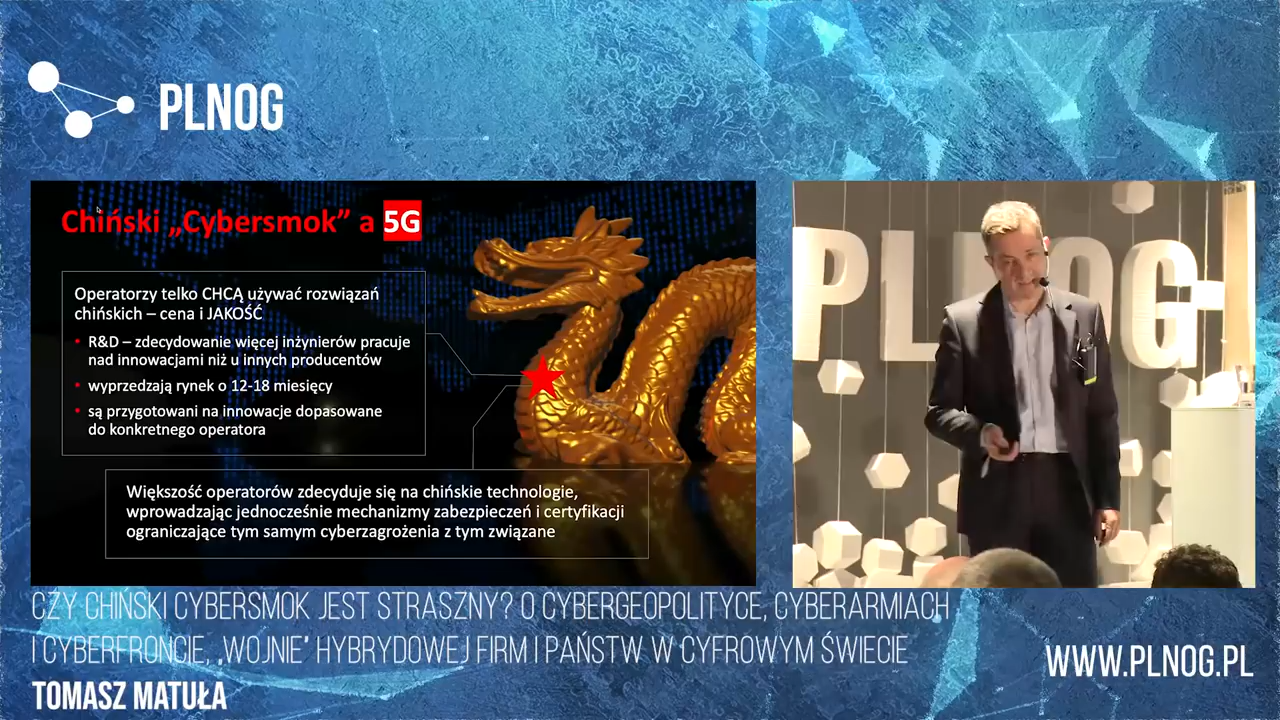 PLNOG
Chiński „Cybersmok” a 5G
Operatorzy telko CHCĄ używać rozwiązań
chińskich – cena i JAKOŚĆ
• R&D – zdecydowanie więcej inżynierów pracuje
nad innowacjami niż u innych producentów
• wyprzedzają rynek o 12-18 miesięcy
• są przygotowani na innowacje dopasowane
do konkretnego operatora
Większość operatorów zdecyduje się na chińskie technologie,
wprowadzając jednocześnie mechanizmy zabezpieczeń i certyfikacji
ograniczające tym samym cyberzagrożenia z tym związane
PLNOG
CZY CHIŃSKI CYBERSMOK JEST STRASZNY? O CYBERGEOPOLITYCE, CYBERARMIACH
I CYBERFRONCIE, „WOJNIE” HYBRYDOWEJ FIRM I PAŃSTW W CYFROWYM ŚWIECIE
TOMASZ MATUŁA
WWW.PLNOG.PL